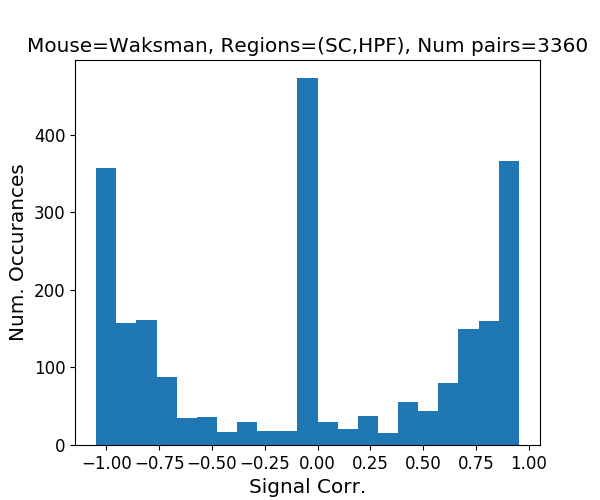 Mouse=Waksman, Regions=(SC,HPF), Num pairs=3360
Num. Occurances
400
300
200
100
0
−1.00 −0.75 −0.50 −0.25 0.00 0.25 0.50 0.75 1.00
Signal Corr.